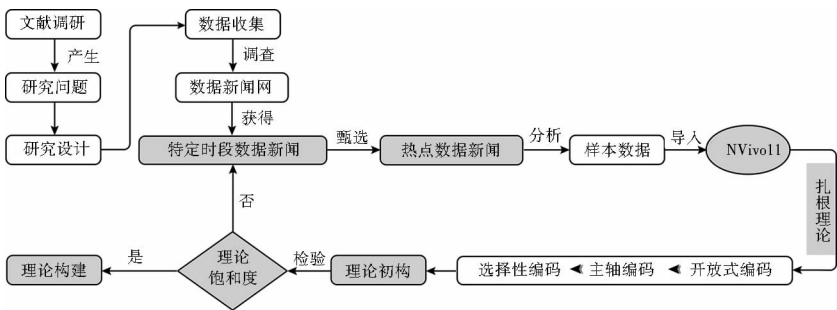 文献调研
产生
研究问题
研究设计
数据收集
调查
数据新闻网
获得
特定时段数据新闻
甄选
热点数据新闻
分析
样本数据
导入
NVivo11
扎根理论
开放式编码
主轴编码
选择性编码
理论初构
检验
理论
饱和度
否
是
理论构建